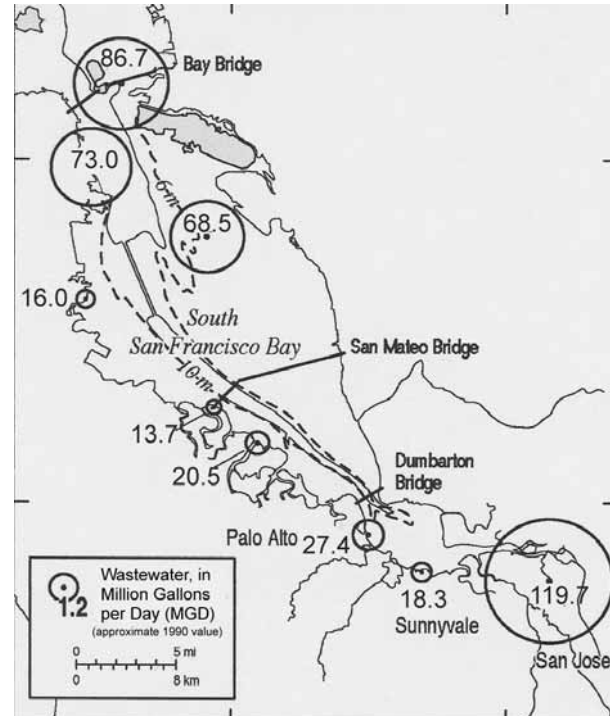 86.7
Bay Bridge
73.0
6-m
68.5
16.0
South
San Francisco Bay
San Mateo Bridge
10-m
13.7
20.5
Dumbarton
Bridge
Palo Alto
27.4
18.3
Sunnyvale
119.7
San Jose
Wastewater, in
Million Gallons
per Day (MGD)
(approximate 1990 value)
1.2
0 5 mi
0 8 km